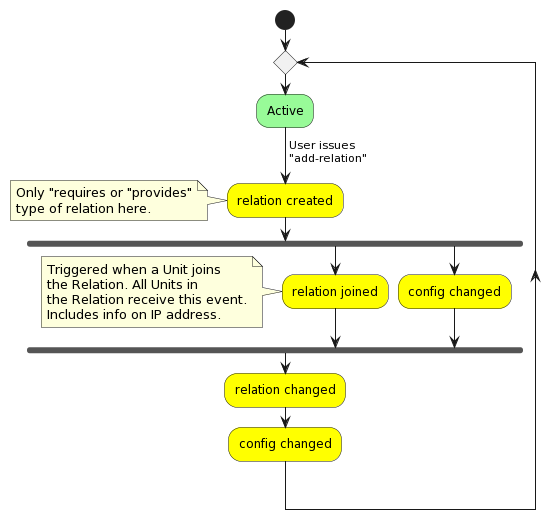 Active
User issues
"add-relation"
Only "requires or "provides"
type of relation here.
relation created
Triggered when a Unit joins
the Relation. All Units in
the Relation receive this event.
Includes info on IP address.
relation joined
config changed
relation changed
config changed